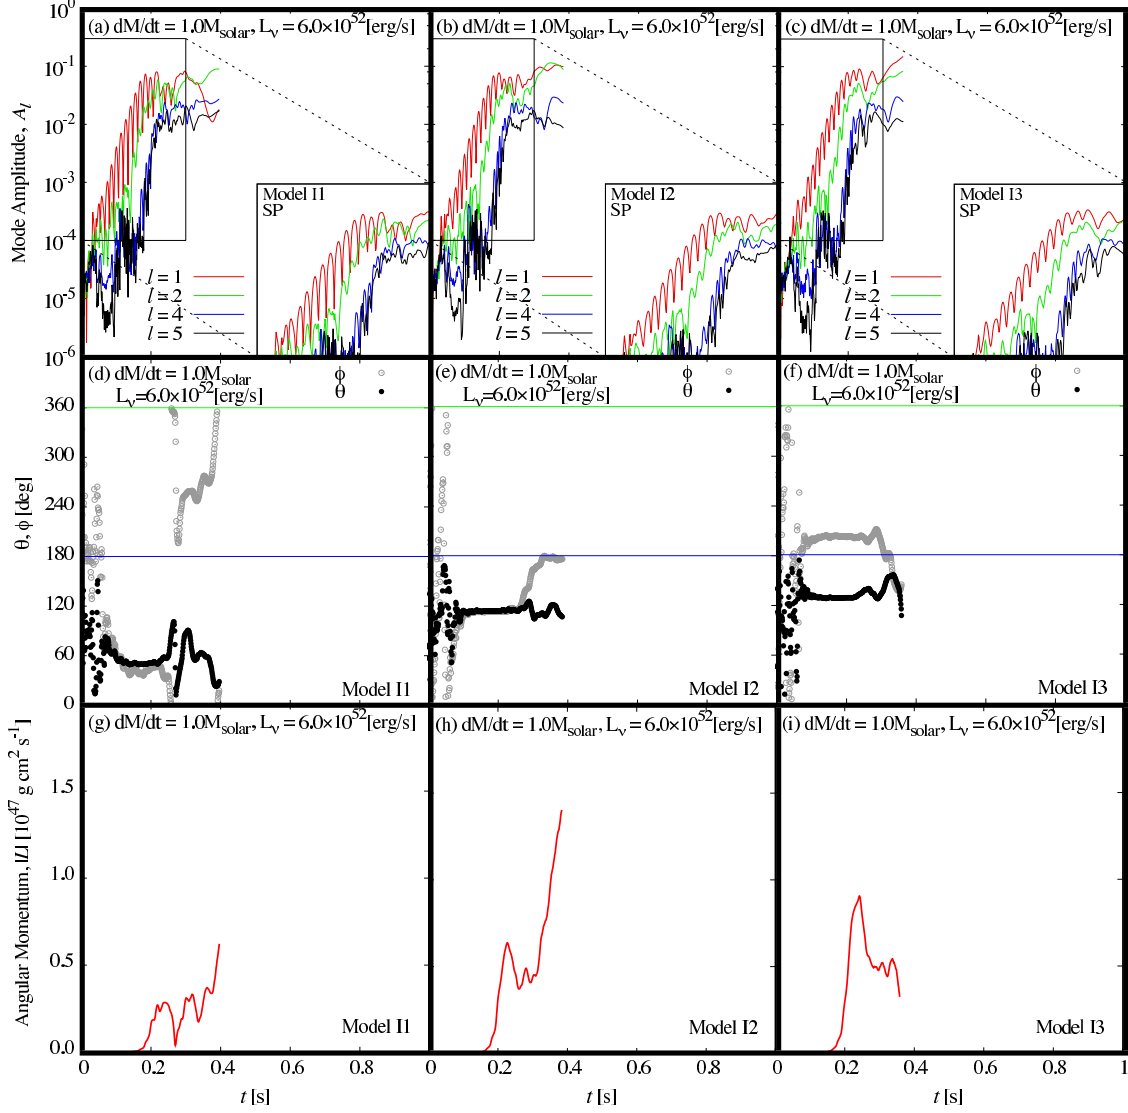 (a) dM/dt = 1.0M_solar, L_ν = 6.0×10^52 [erg/s]
(b) dM/dt = 1.0M_solar, L_ν = 6.0×10^52 [erg/s]
(c) dM/dt = 1.0M_solar, L_ν = 6.0×10^52 [erg/s]
Mode Amplitude, A_l
10^0
10^-1
10^-2
10^-3
10^-4
10^-5
10^-6
Model I1
SP
l = 1
l = 2
l = 4
l = 5
Model I2
SP
l = 1
l = 2
l = 4
l = 5
Model I3
SP
l = 1
l = 2
l = 4
l = 5
(d) dM/dt = 1.0M_solar
L_ν=6.0×10^52 [erg/s]
ϕ
θ
Model I1
(e) dM/dt = 1.0M_solar
L_ν=6.0×10^52 [erg/s]
ϕ
θ
Model I2
(f) dM/dt = 1.0M_solar
L_ν=6.0×10^52 [erg/s]
ϕ
θ
Model I3
θ, ϕ [deg]
360
300
240
180
120
60
0
(g) dM/dt = 1.0M_solar, L_ν = 6.0×10^52 [erg/s]
(h) dM/dt = 1.0M_solar, L_ν = 6.0×10^52 [erg/s]
(i) dM/dt = 1.0M_solar, L_ν = 6.0×10^52 [erg/s]
Angular Momentum, |L| [10^47 g cm^2 s^-1]
1.5
1.0
0.5
0.0
Model I1
Model I2
Model I3
0 0.2 0.4 0.6 0.8 0 0.2 0.4 0.6 0.8 0 0.2 0.4 0.6 0.8 1
t [s]
t [s]
t [s]